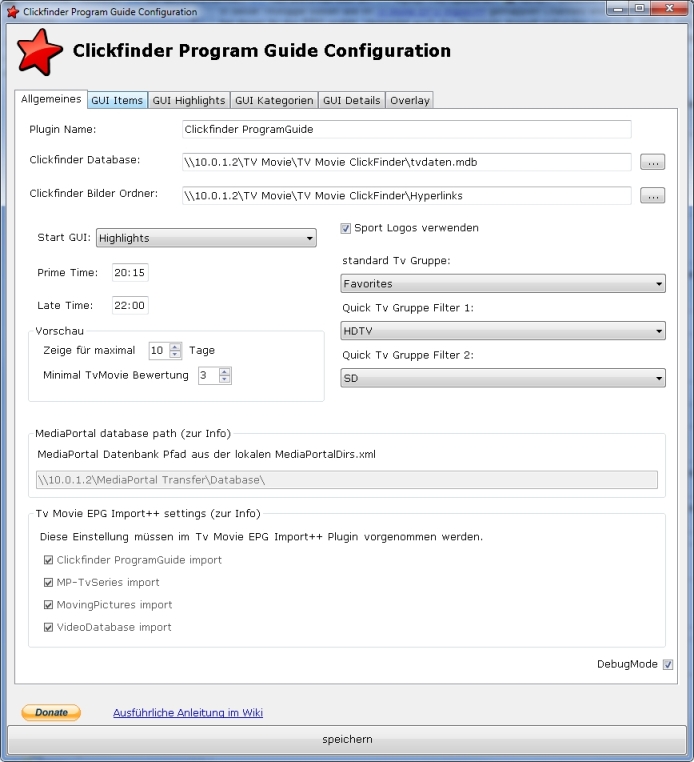 Clickfinder Program Guide Configuration
Clickfinder Program Guide Configuration
Allgemeines GUI Items GUI Highlights GUI Kategorien GUI Details Overlay
Plugin Name: Clickfinder ProgramGuide
Clickfinder Database: \\10.0.1.2\TV Movie\TV Movie ClickFinder\tvdaten.mdb ...
Clickfinder Bilder Ordner: \\10.0.1.2\TV Movie\TV Movie ClickFinder\Hyperlinks ...
Start GUI: Highlights
Prime Time: 20:15
Late Time: 22:00
Vorschau
Zeige für maximal 10 Tage
Minimal TvMovie Bewertung 3
Sport Logos verwenden
standard Tv Gruppe:
Favorites
Quick Tv Gruppe Filter 1:
HDTV
Quick Tv Gruppe Filter 2:
SD
MediaPortal database path (zur Info)
MediaPortal Datenbank Pfad aus der lokalen MediaPortalDirs.xml
\\10.0.1.2\MediaPortal Transfer\Database\
Tv Movie EPG Import++ settings (zur Info)
Diese Einstellung müssen im Tv Movie EPG Import++ Plugin vorgenommen werden.
Clickfinder ProgramGuide import
MP-TvSeries import
MovingPictures import
VideoDatabase import
DebugMode
Donate Ausführliche Anleitung im Wiki
speichern